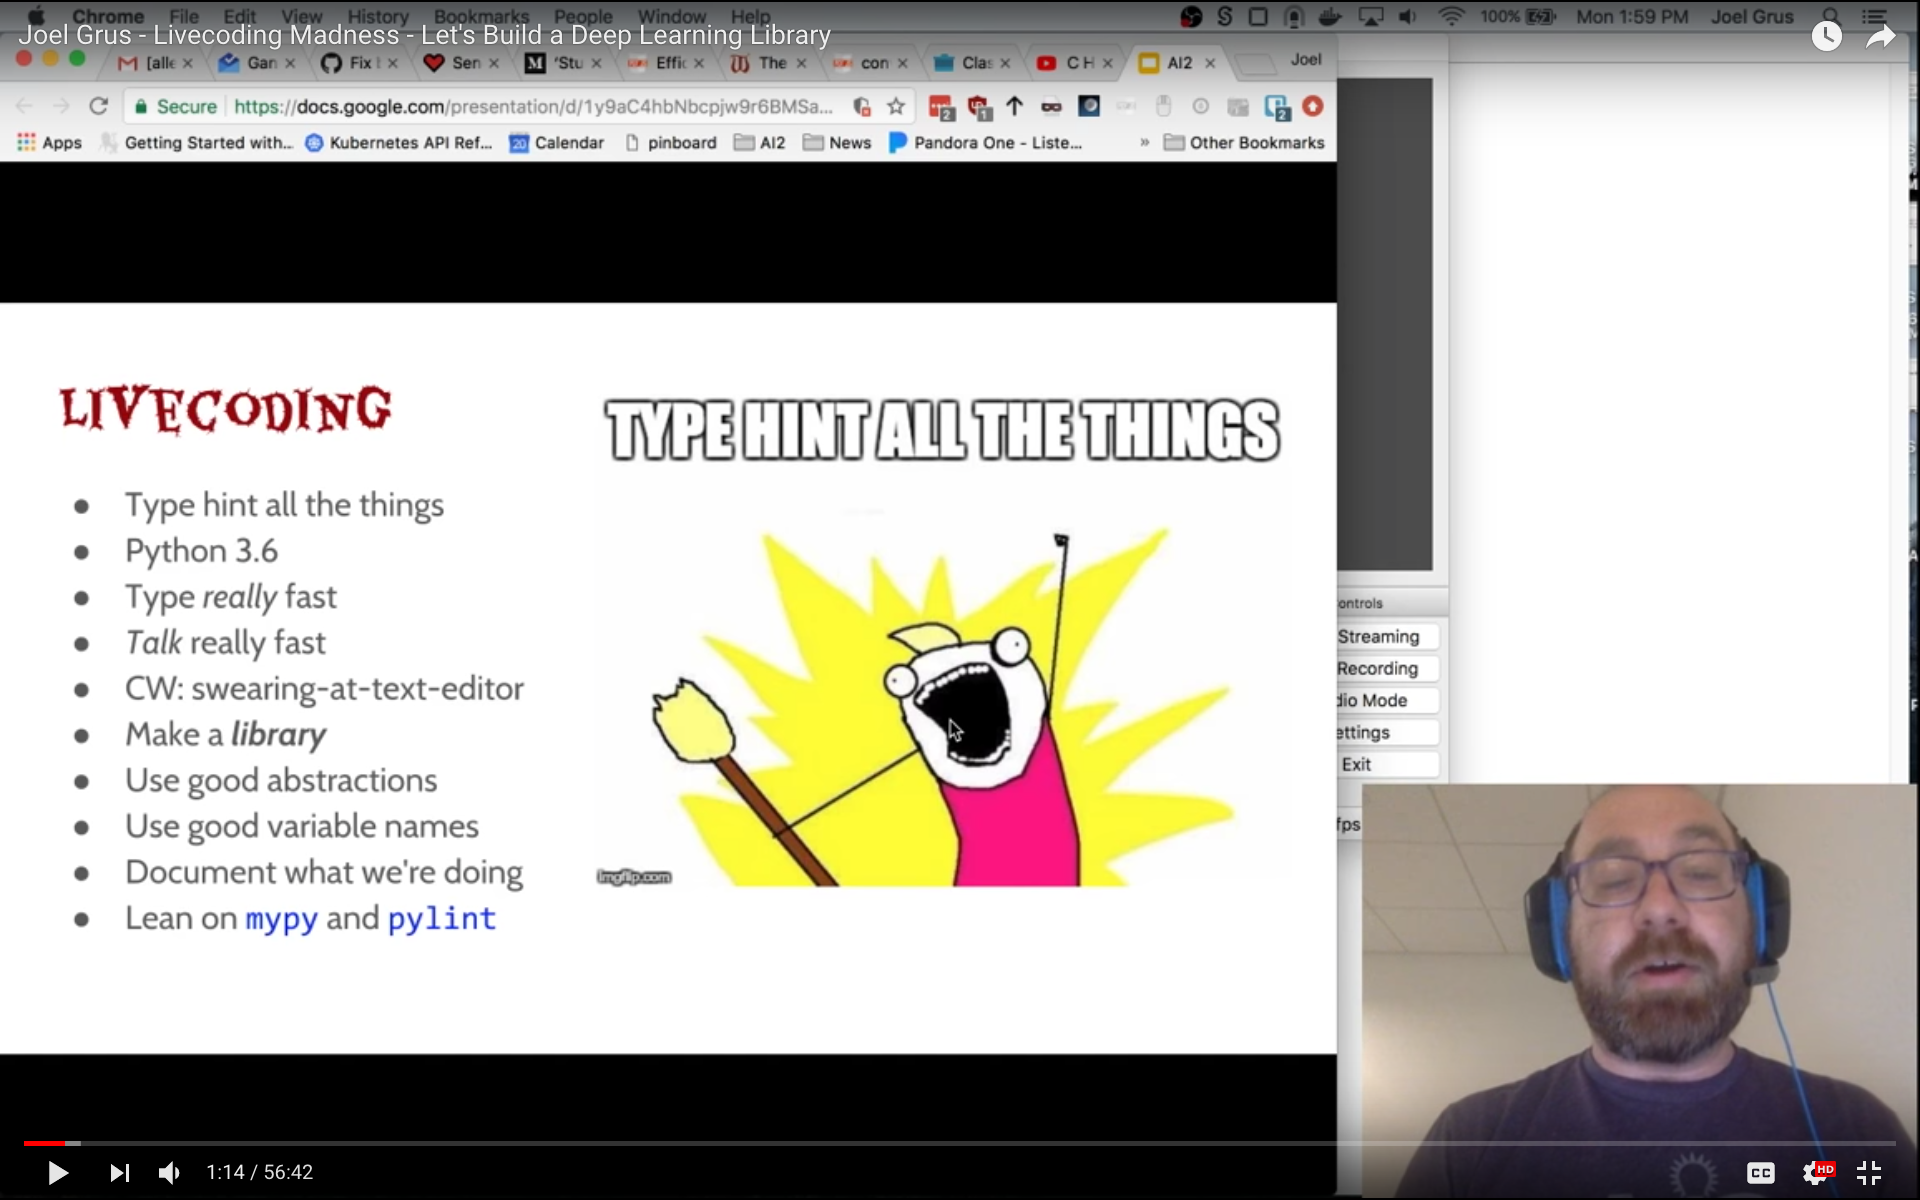 Chrome File Edit View History Bookmarks People Window Help 100% Mon 1:59 PM Joel Grus
Joel Grus - Livecoding Madness - Let's Build a Deep Learning Library
[alle Gan Fix Sen 'Stu Effic The con Clas C H AI2 Joel
Secure https://docs.google.com/presentation/d/1y9aC4hbNbcpjw9r6BMSa... 2 1 2
Apps Getting Started with... Kubernetes API Ref... 20 Calendar pinboard AI2 News Pandora One - Liste... » Other Bookmarks
LIVECODING
● Type hint all the things
● Python 3.6
● Type really fast
● Talk really fast
● CW: swearing-at-text-editor
● Make a library
● Use good abstractions
● Use good variable names
● Document what we're doing
● Lean on mypy and pylint
TYPE HINT ALL THE THINGS
imgflip.com
ontrols
Streaming
Recording
dio Mode
ettings
Exit
fps
1:14 / 56:42 CC HD